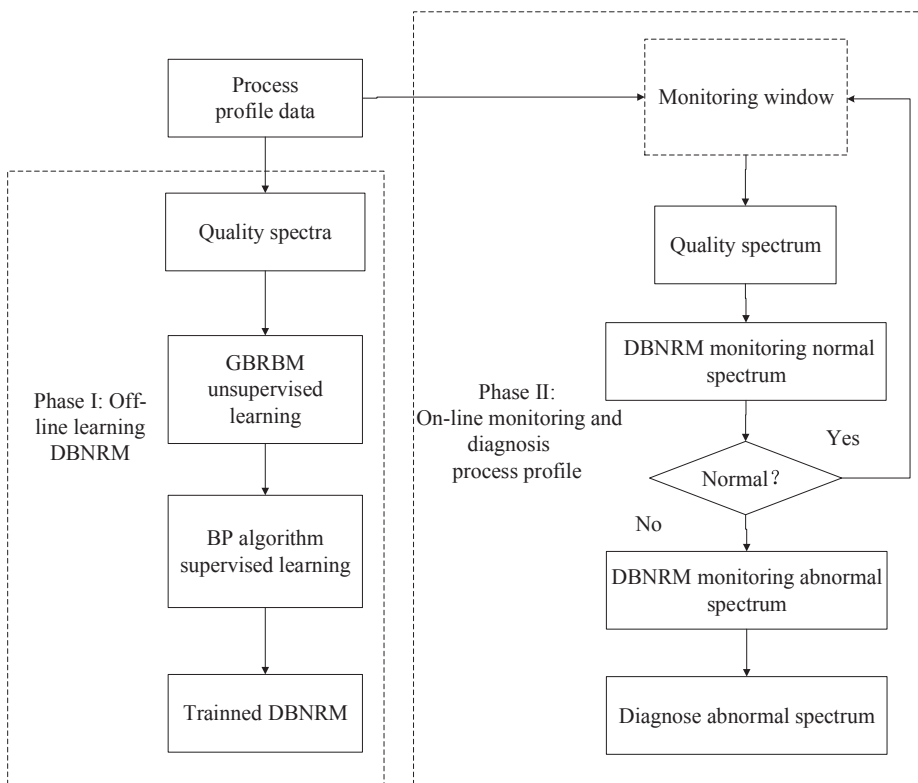 Process
profile data
Monitoring window
Quality spectra
Quality spectrum
GBRBM
unsupervised
learning
DBNRM monitoring normal
spectrum
Phase I: Off-
line learning
DBNRM
Phase II:
On-line monitoring and
diagnosis
process profile
Yes
Normal？
No
BP algorithm
supervised learning
DBNRM monitoring abnormal
spectrum
Trainned DBNRM
Diagnose abnormal spectrum